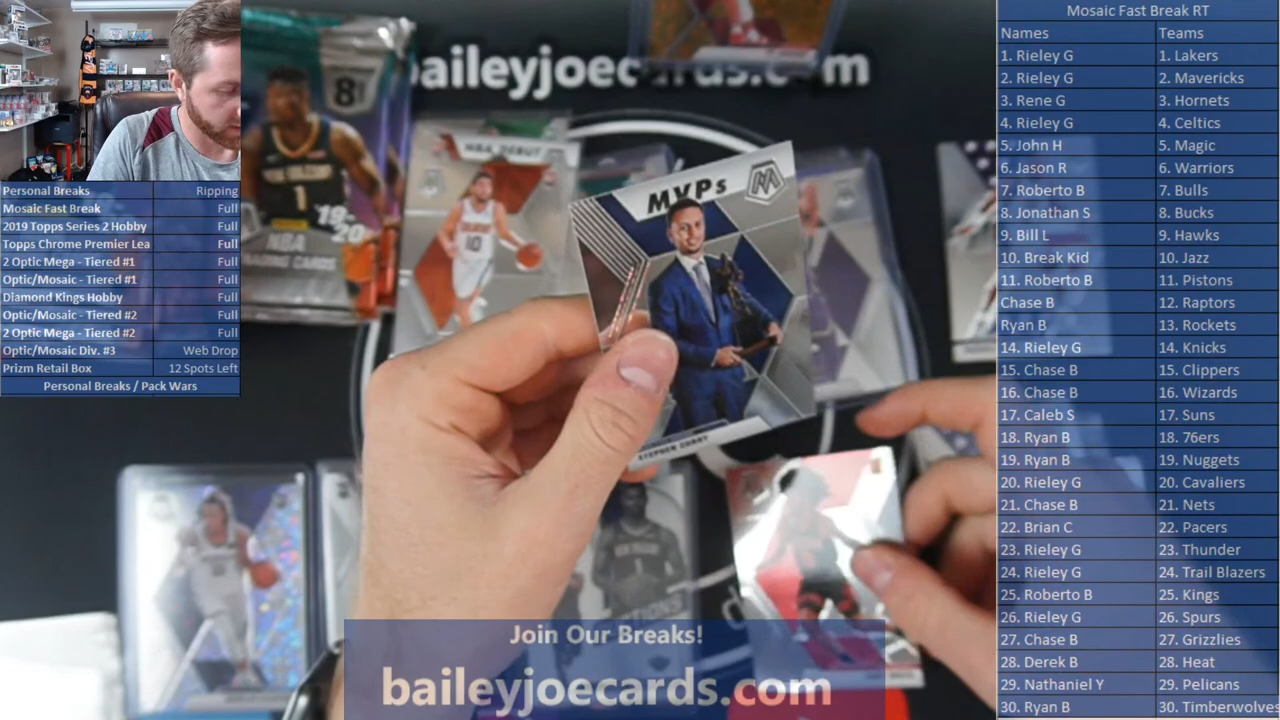 Personal Breaks Ripping
Mosaic Fast Break Full
2019 Topps Series 2 Hobby Full
Topps Chrome Premier Lea Full
2 Optic Mega - Tiered #1 Full
Optic/Mosaic - Tiered #1 Full
Diamond Kings Hobby Full
Optic/Mosaic - Tiered #2 Full
2 Optic Mega - Tiered #2 Full
Optic/Mosaic Div. #3 Web Drop
Prizm Retail Box 12 Spots Left
Personal Breaks / Pack Wars
baileyjoec
8
1
19-
20
NBA
TRADING CARDS
NBA DEBUT
10
MVPs
M
STEPHEN CURRY
Join Our Breaks!
baileyjoecards.com
Mosaic Fast Break RT
Names Teams
1. Rieley G 1. Lakers
2. Rieley G 2. Mavericks
3. Rene G 3. Hornets
4. Rieley G 4. Celtics
5. John H 5. Magic
6. Jason R 6. Warriors
7. Roberto B 7. Bulls
8. Jonathan S 8. Bucks
9. Bill L 9. Hawks
10. Break Kid 10. Jazz
11. Roberto B 11. Pistons
Chase B 12. Raptors
Ryan B 13. Rockets
14. Rieley G 14. Knicks
15. Chase B 15. Clippers
16. Chase B 16. Wizards
17. Caleb S 17. Suns
18. Ryan B 18. 76ers
19. Ryan B 19. Nuggets
20. Rieley G 20. Cavaliers
21. Chase B 21. Nets
22. Brian C 22. Pacers
23. Rieley G 23. Thunder
24. Rieley G 24. Trail Blazers
25. Roberto B 25. Kings
26. Rieley G 26. Spurs
27. Chase B 27. Grizzlies
28. Derek B 28. Heat
29. Nathaniel Y 29. Pelicans
30. Ryan B 30. Timberwolves